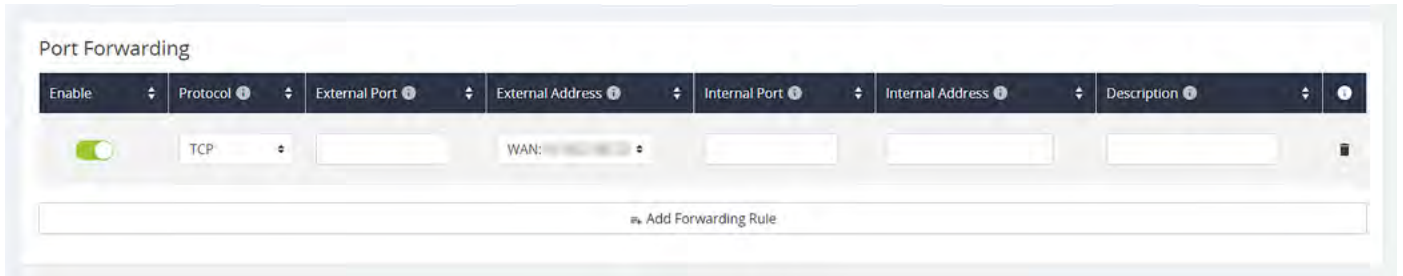 Port Forwarding
Enable Protocol External Port External Address Internal Port Internal Address Description
TCP WAN:
Add Forwarding Rule